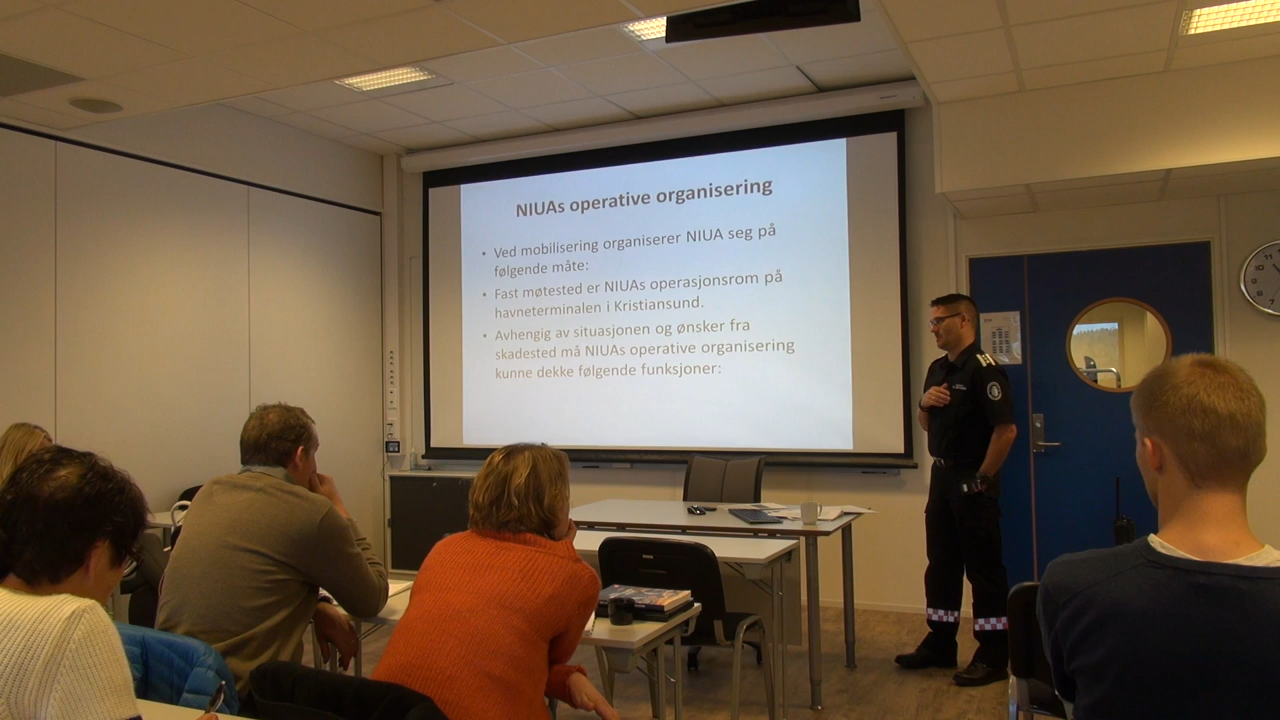 NIUAs operative organisering
• Ved mobilisering organiserer NIUA seg på
følgende måte:
• Fast møtested er NIUAs operasjonsrom på
havneterminalen i Kristiansund.
• Avhengig av situasjonen og ønsker fra
skadested må NIUAs operative organisering
kunne dekke følgende funksjoner: